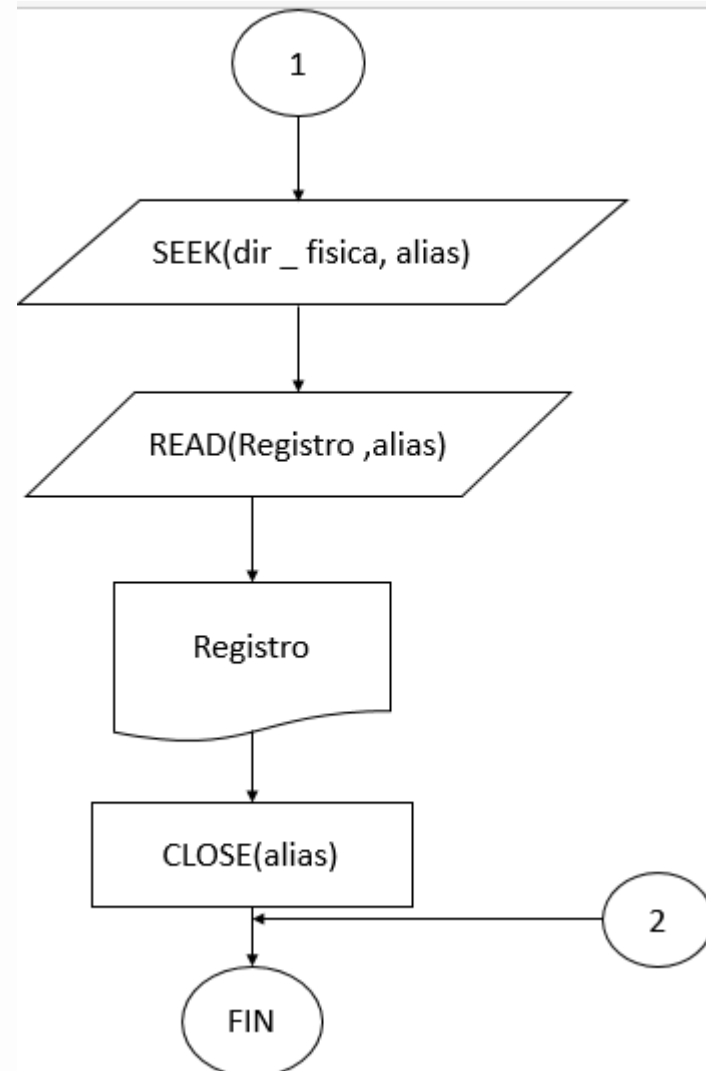 1
SEEK(dir _ fisica, alias)
READ(Registro ,alias)
Registro
CLOSE(alias)
2
FIN